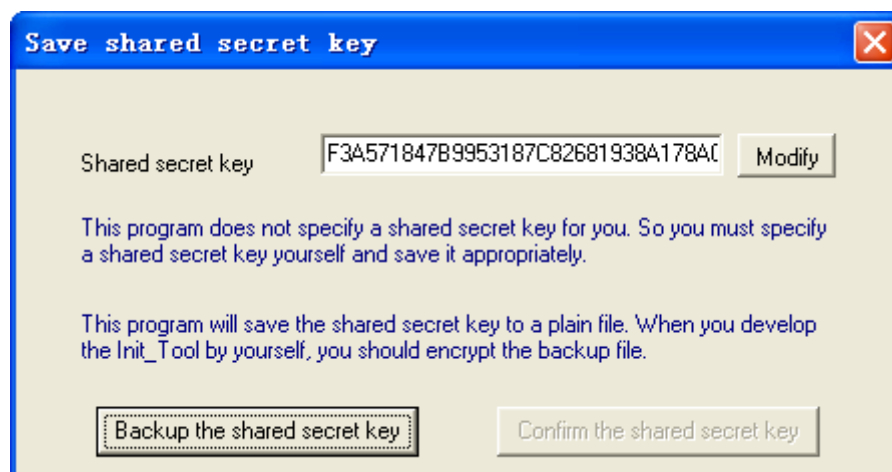 Save shared secret key
Shared secret key
F3A571847B9953187C82681938A178A
Modify
This program does not specify a shared secret key for you. So you must specify
a shared secret key yourself and save it appropriately.
This program will save the shared secret key to a plain file. When you develop
the Init_Tool by yourself, you should encrypt the backup file.
Backup the shared secret key
Confirm the shared secret key